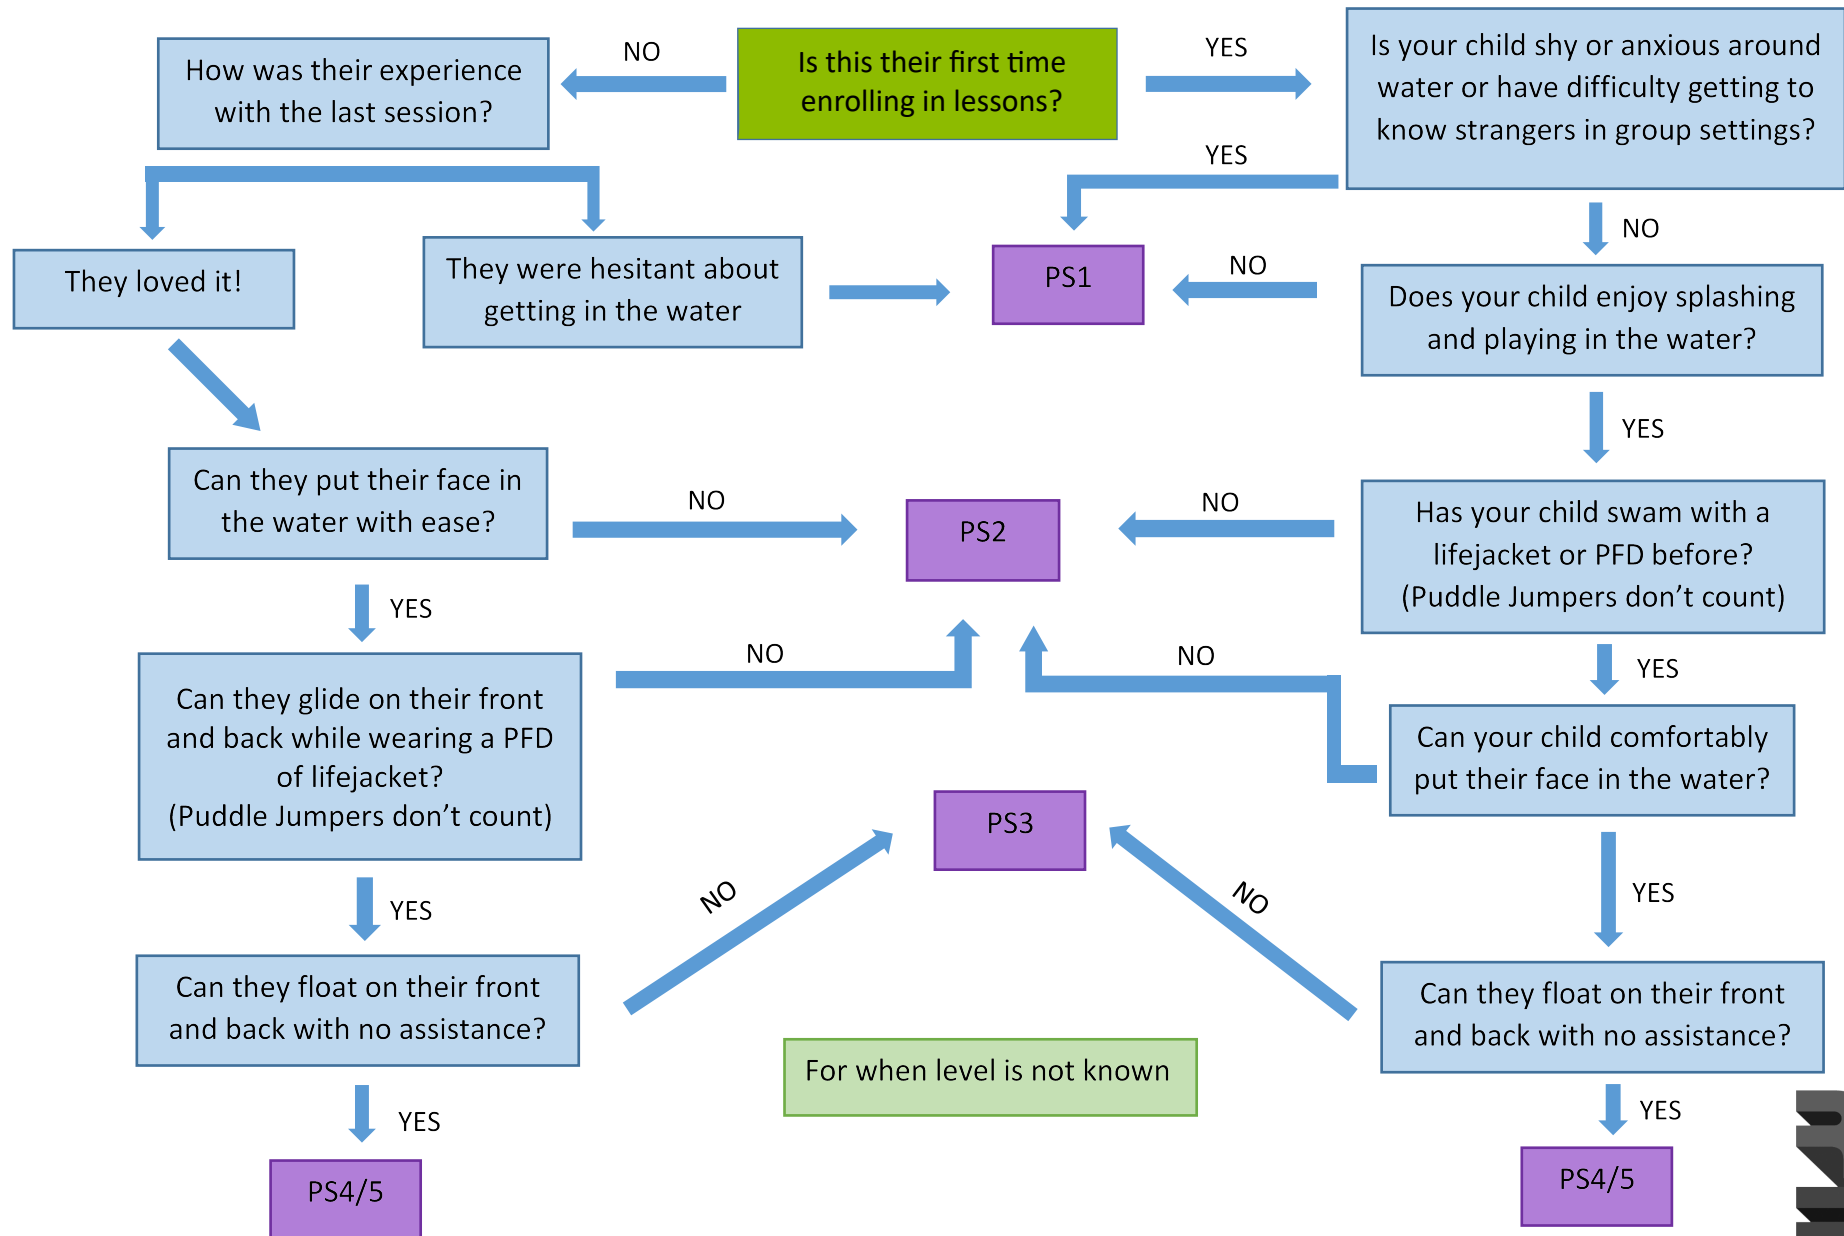 NO
Is this their first time
enrolling in lessons?
YES
How was their experience
with the last session?
Is your child shy or anxious around
water or have difficulty getting to
know strangers in group settings?
YES
NO
They loved it!
They were hesitant about
getting in the water
PS1
NO
Does your child enjoy splashing
and playing in the water?
YES
Can they put their face in
the water with ease?
NO
PS2
NO
Has your child swam with a
lifejacket or PFD before?
(Puddle Jumpers don’t count)
YES
NO
NO
YES
Can they glide on their front
and back while wearing a PFD
of lifejacket?
(Puddle Jumpers don’t count)
Can your child comfortably
put their face in the water?
PS3
YES
NO
NO
YES
Can they float on their front
and back with no assistance?
Can they float on their front
and back with no assistance?
For when level is not known
YES
YES
PS4/5
PS4/5